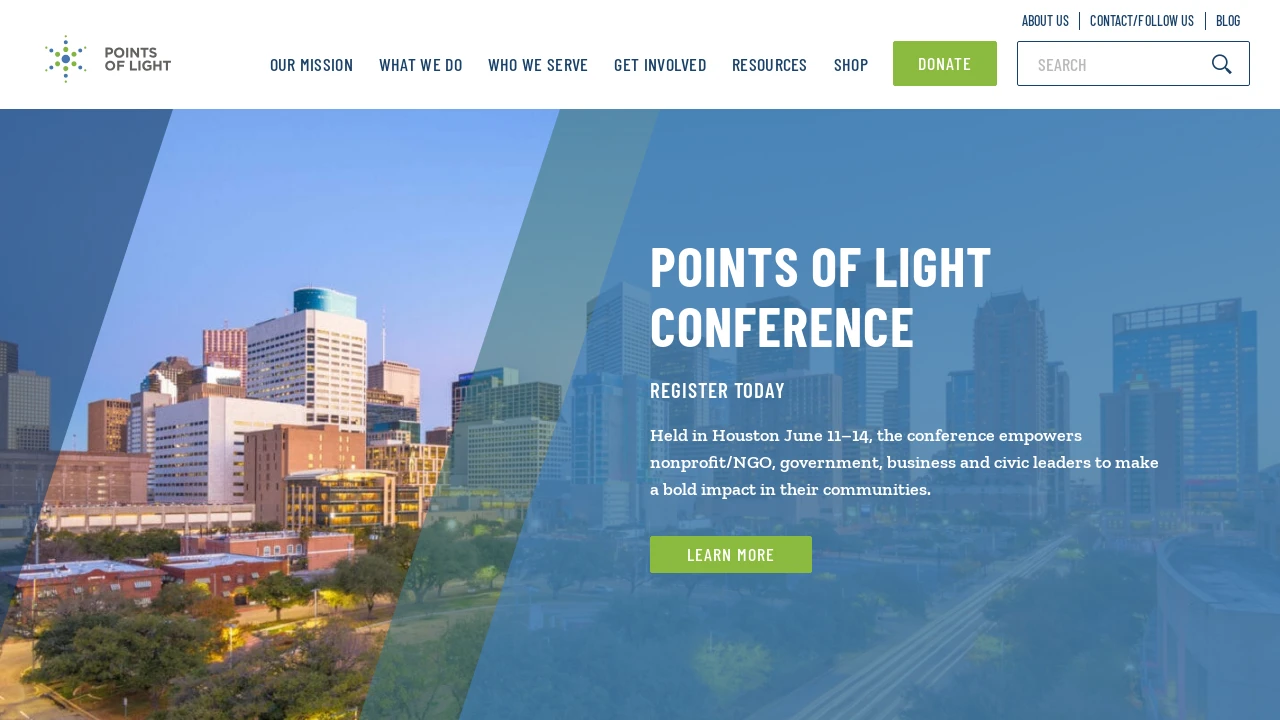 ABOUT US
CONTACT/FOLLOW US
BLOG
POINTS
OF LIGHT
OUR MISSION
WHAT WE DO
WHO WE SERVE
GET INVOLVED
RESOURCES
SHOP
DONATE
SEARCH
POINTS OF LIGHT
CONFERENCE
REGISTER TODAY
Held in Houston June 11–14, the conference empowers
nonprofit/NGO, government, business and civic leaders to make
a bold impact in their communities.
LEARN MORE